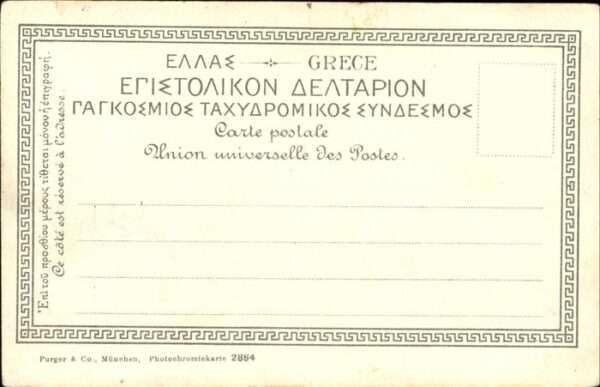 ΕΛΛΑΣ GRECE
ΕΠΙΣΤΟΛΙΚΟΝ ΔΕΛΤΑΡΙΟΝ
ΠΑΓΚΟΣΜΙΟΣ ΤΑΧΥΔΡΟΜΙΚΟΣ ΣΥΝΔΕΣΜΟΣ
Carte postale
Union universelle des Postes.
Ἐπὶ τοῦ προσθίου μέρους τίθεται μόνον ἡ ἐπιγραφή.
Ce côté est réservé à l'adresse.
Purger & Co., München, Photochromiekarte 2884